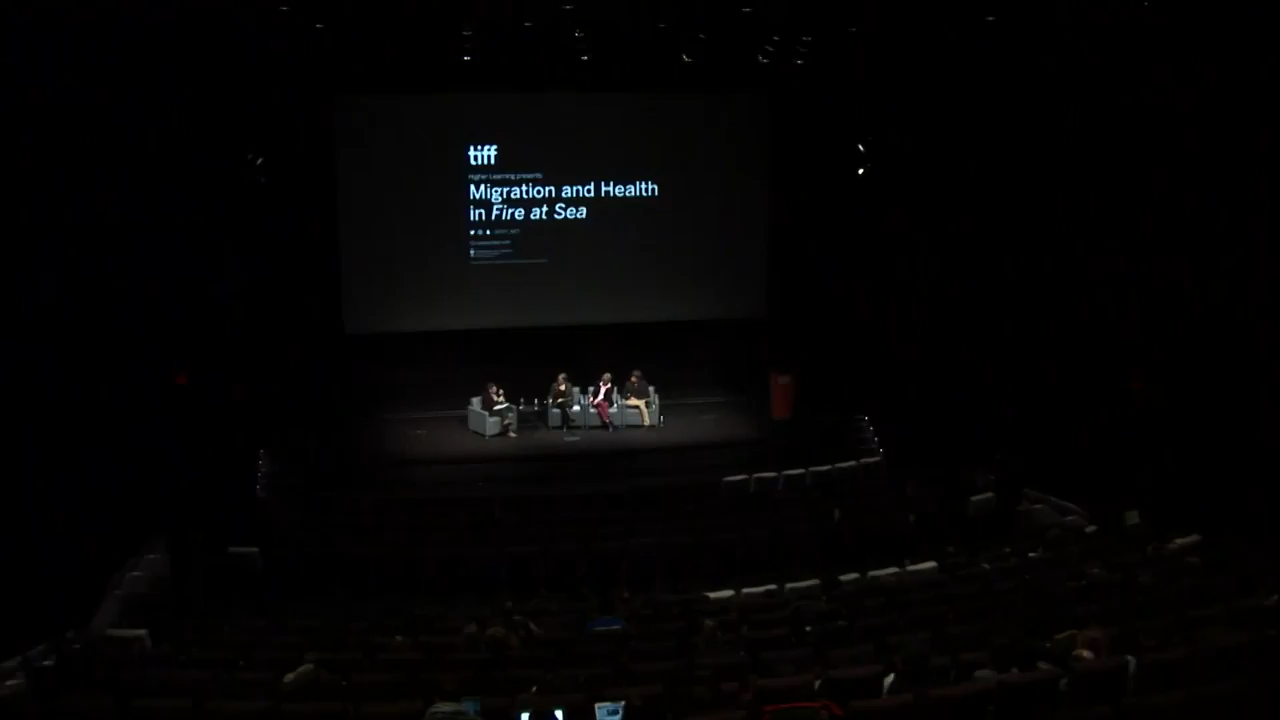 tiff
Higher Learning presents
Migration and Health
in Fire at Sea